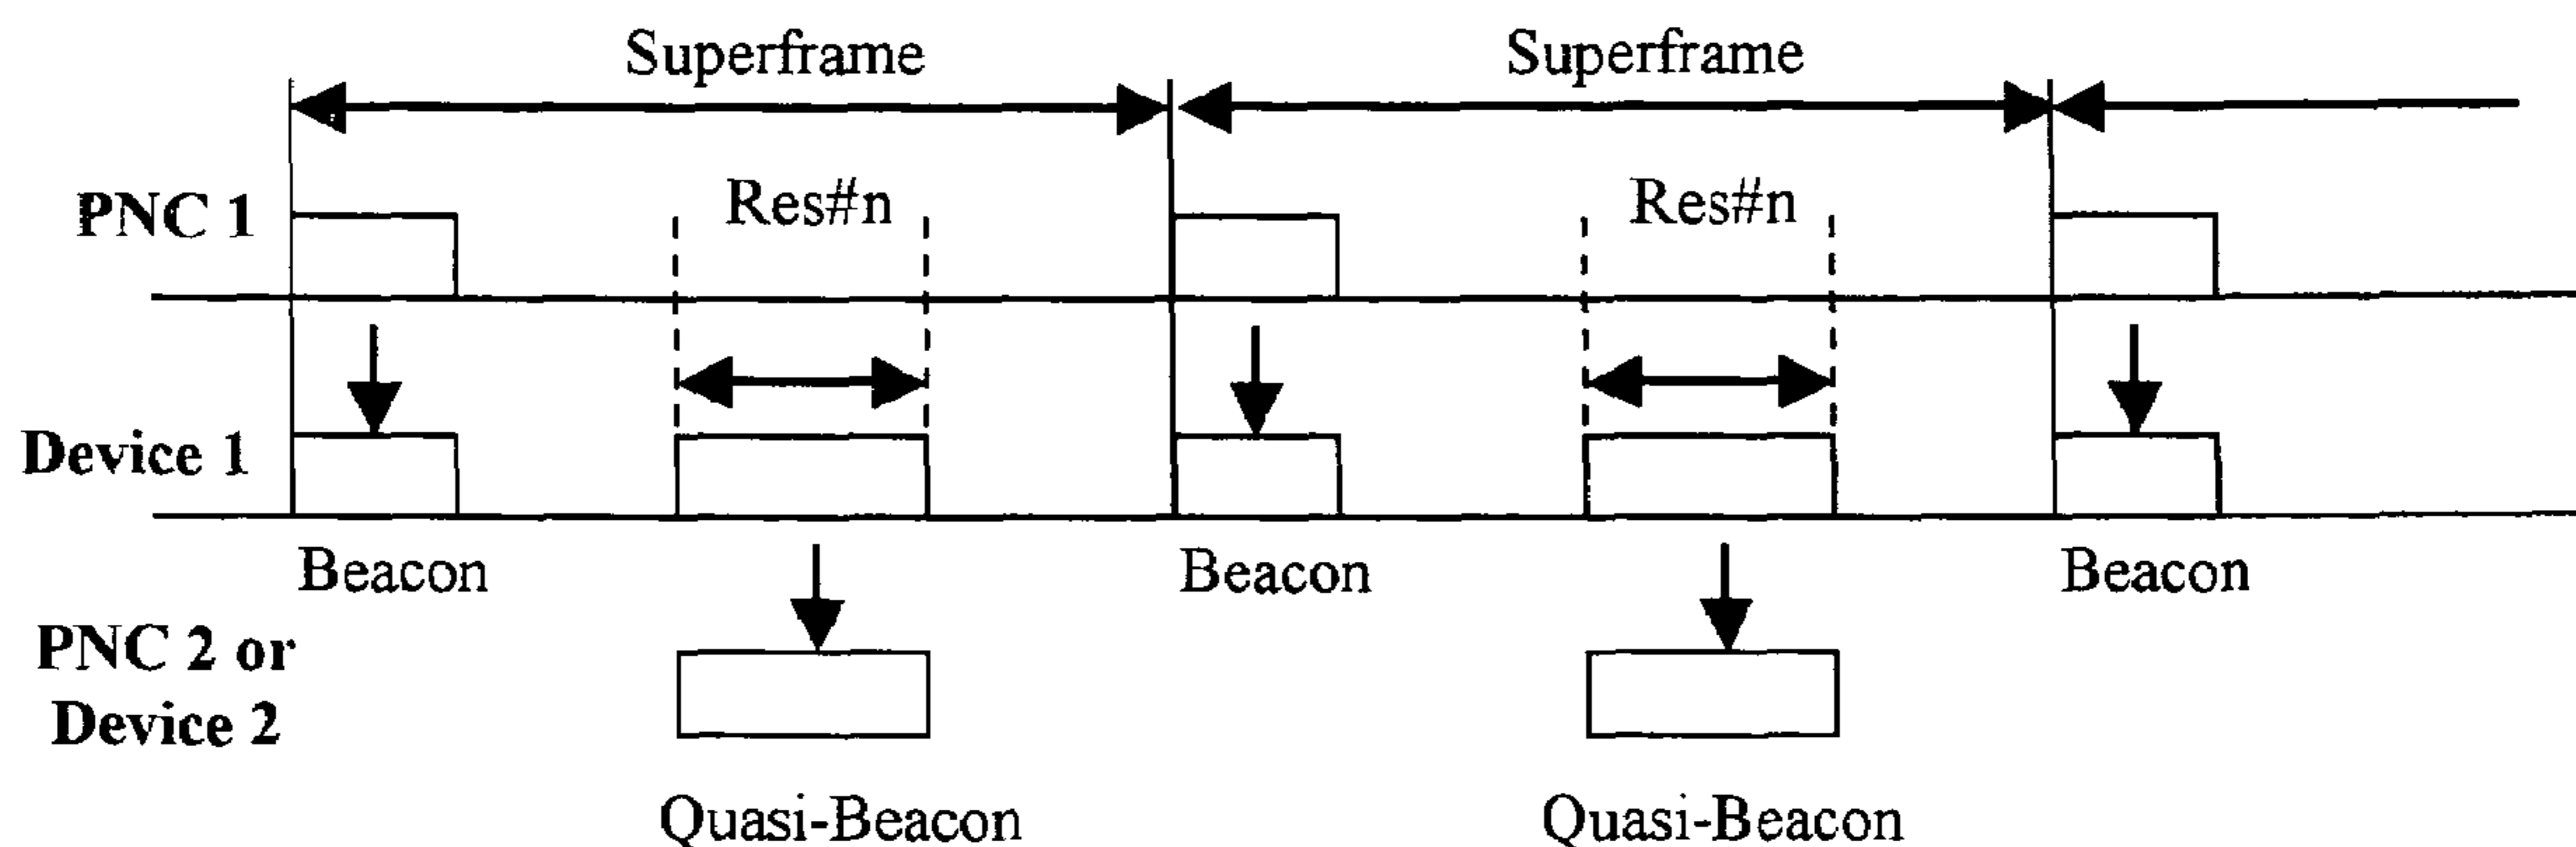 Superframe Superframe
PNC 1 Res#n Res#n
Device 1
Beacon Beacon Beacon
PNC 2 or
Device 2
Quasi-Beacon Quasi-Beacon